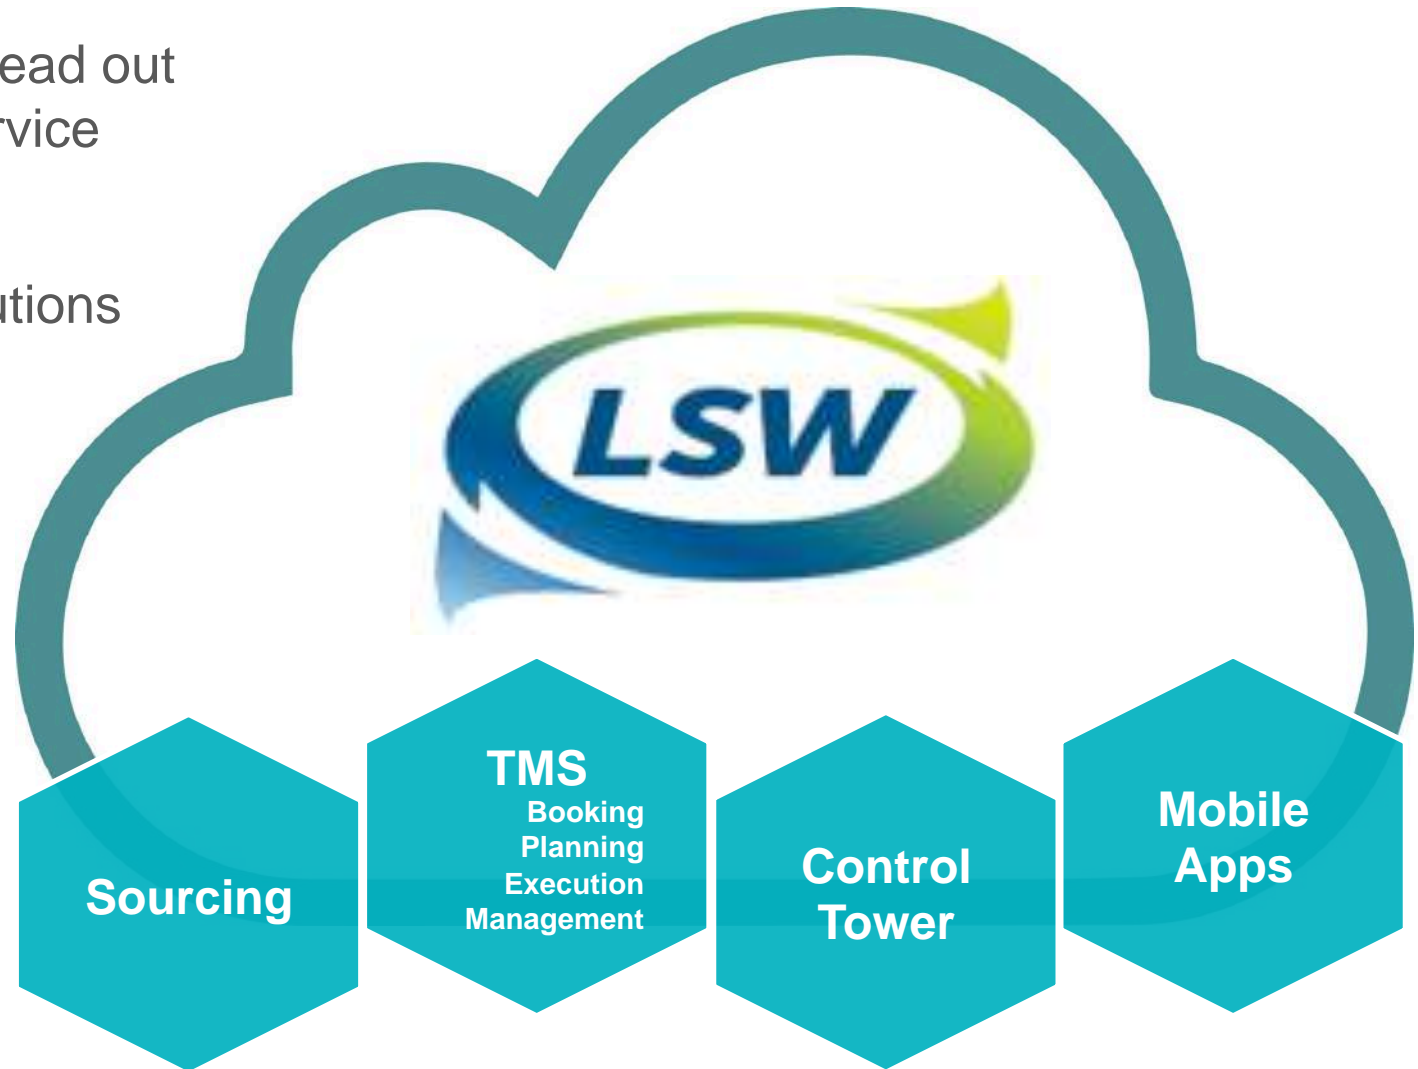 ead out
rvice
utions
LSW
Sourcing
TMS
Booking
Planning
Execution
Management
Control
Tower
Mobile
Apps